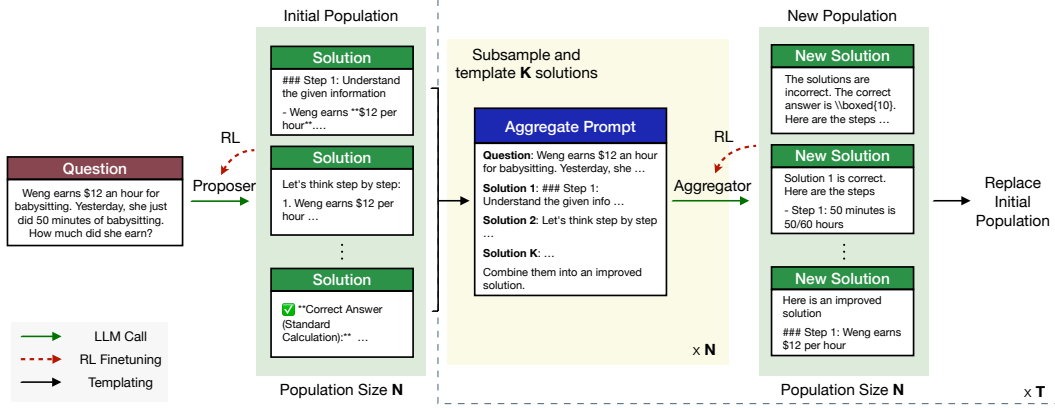 Initial Population
New Population
Question
Weng earns $12 an hour for
babysitting. Yesterday, she just
did 50 minutes of babysitting.
How much did she earn?
RL
Proposer
Solution
### Step 1: Understand
the given information
- Weng earns **$12 per
hour**....
Solution
Let's think step by step:
1. Weng earns $12 per
hour ...
Solution
✅ **Correct Answer
(Standard
Calculation):** ...
Population Size N
Subsample and
template K solutions
Aggregate Prompt
Question: Weng earns $12 an hour
for babysitting. Yesterday, she ...
Solution 1: ### Step 1:
Understand the given info ...
Solution 2: Let's think step by step
...
Solution K: ...
Combine them into an improved
solution.
x N
RL
Aggregator
New Solution
The solutions are
incorrect. The correct
answer is \\boxed{10}.
Here are the steps ...
New Solution
Solution 1 is correct.
Here are the steps
- Step 1: 50 minutes is
50/60 hours
New Solution
Here is an improved
solution
### Step 1: Weng earns
$12 per hour
Population Size N
Replace
Initial
Population
x T
LLM Call
RL Finetuning
Templating